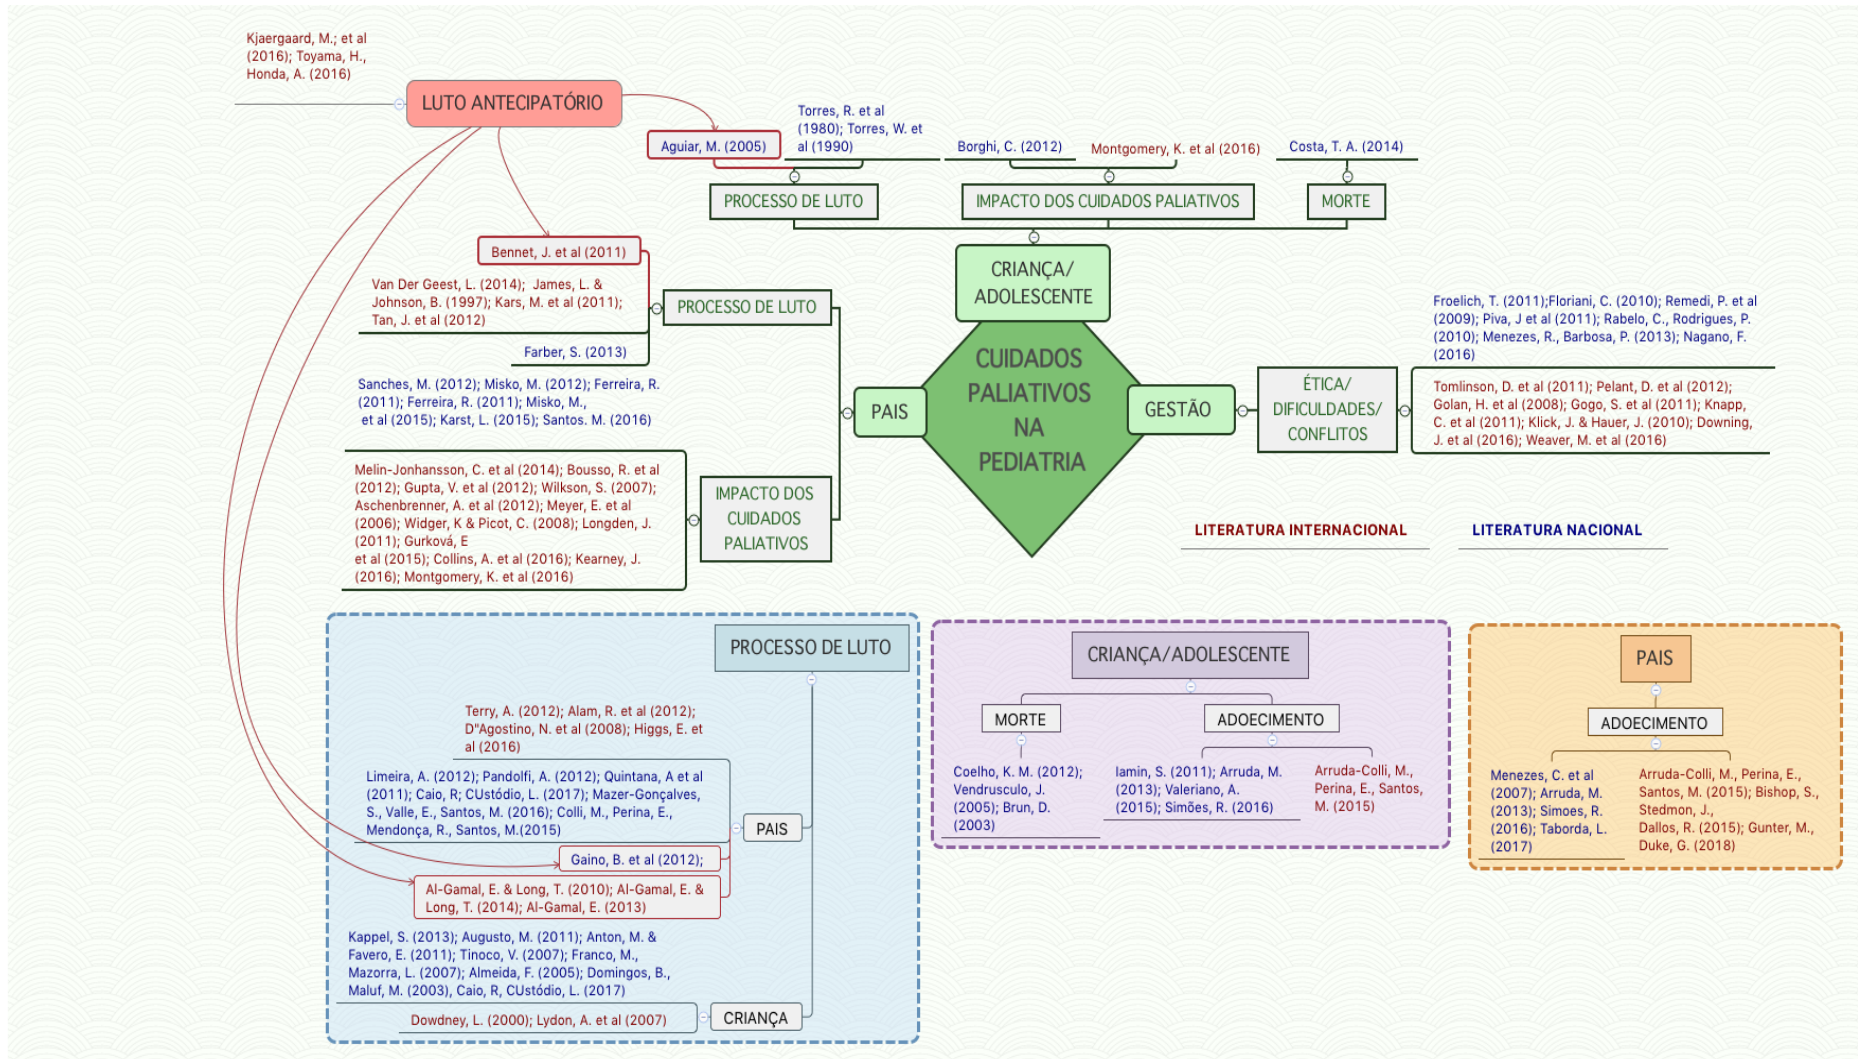 Kjaergaard, M.; et al
(2016); Toyama, H.,
Honda, A. (2016)
LUTO ANTECIPATÓRIO
Aguiar, M. (2005)
Torres, R. et al
(1980); Torres, W. et
al (1990)
Borghi, C. (2012)
Montgomery, K. et al (2016)
Costa, T. A. (2014)
PROCESSO DE LUTO
IMPACTO DOS CUIDADOS PALIATIVOS
MORTE
CRIANÇA/
ADOLESCENTE
Bennet, J. et al (2011)
Van Der Geest, L. (2014);  James, L. &
Johnson, B. (1997); Kars, M. et al (2011);
Tan, J. et al (2012)
Farber, S. (2013)
PROCESSO DE LUTO
Sanches, M. (2012); Misko, M. (2012); Ferreira, R.
(2011); Ferreira, R. (2011); Misko, M.,
et al (2015); Karst, L. (2015); Santos. M. (2016)
Melin-Jonhansson, C. et al (2014); Bousso, R. et al
(2012); Gupta, V. et al (2012); Wilkson, S. (2007);
Aschenbrenner, A. et al (2012); Meyer, E. et al
(2006); Widger, K & Picot, C. (2008); Longden, J.
(2011); Gurková, E
et al (2015); Collins, A. et al (2016); Kearney, J.
(2016); Montgomery, K. et al (2016)
IMPACTO DOS
CUIDADOS
PALIATIVOS
PAIS
CUIDADOS
PALIATIVOS
NA
PEDIATRIA
GESTÃO
ÉTICA/
DIFICULDADES/
CONFLITOS
Froelich, T. (2011);Floriani, C. (2010); Remedi, P. et al
(2009); Piva, J et al (2011); Rabelo, C., Rodrigues, P.
(2010); Menezes, R., Barbosa, P. (2013); Nagano, F.
(2016)
Tomlinson, D. et al (2011); Pelant, D. et al (2012);
Golan, H. et al (2008); Gogo, S. et al (2011); Knapp,
C. et al (2011); Klick, J. & Hauer, J. (2010); Downing,
J. et al (2016); Weaver, M. et al (2016)
LITERATURA INTERNACIONAL
LITERATURA NACIONAL
PROCESSO DE LUTO
Terry, A. (2012); Alam, R. et al (2012);
D"Agostino, N. et al (2008); Higgs, E. et
al (2016)
Limeira, A. (2012); Pandolfi, A. (2012); Quintana, A et al
(2011); Caio, R; CUstódio, L. (2017); Mazer-Gonçalves,
S., Valle, E., Santos, M. (2016); Colli, M., Perina, E.,
Mendonça, R., Santos, M.(2015)
PAIS
Gaino, B. et al (2012);
Al-Gamal, E. & Long, T. (2010); Al-Gamal, E. &
Long, T. (2014); Al-Gamal, E. (2013)
Kappel, S. (2013); Augusto, M. (2011); Anton, M. &
Favero, E. (2011); Tinoco, V. (2007); Franco, M.,
Mazorra, L. (2007); Almeida, F. (2005); Domingos, B.,
Maluf, M. (2003), Caio, R, CUstódio, L. (2017)
Dowdney, L. (2000); Lydon, A. et al (2007)
CRIANÇA
CRIANÇA/ADOLESCENTE
MORTE
ADOECIMENTO
Coelho, K. M. (2012);
Vendrusculo, J.
(2005); Brun, D.
(2003)
Iamin, S. (2011); Arruda, M.
(2013); Valeriano, A.
(2015); Simões, R. (2016)
Arruda-Colli, M.,
Perina, E., Santos,
M. (2015)
PAIS
ADOECIMENTO
Menezes, C. et al
(2007); Arruda, M.
(2013); Simoes, R.
(2016); Taborda, L.
(2017)
Arruda-Colli, M., Perina, E.,
Santos, M. (2015); Bishop, S.,
Stedmon, J.,
Dallos, R. (2015); Gunter, M.,
Duke, G. (2018)